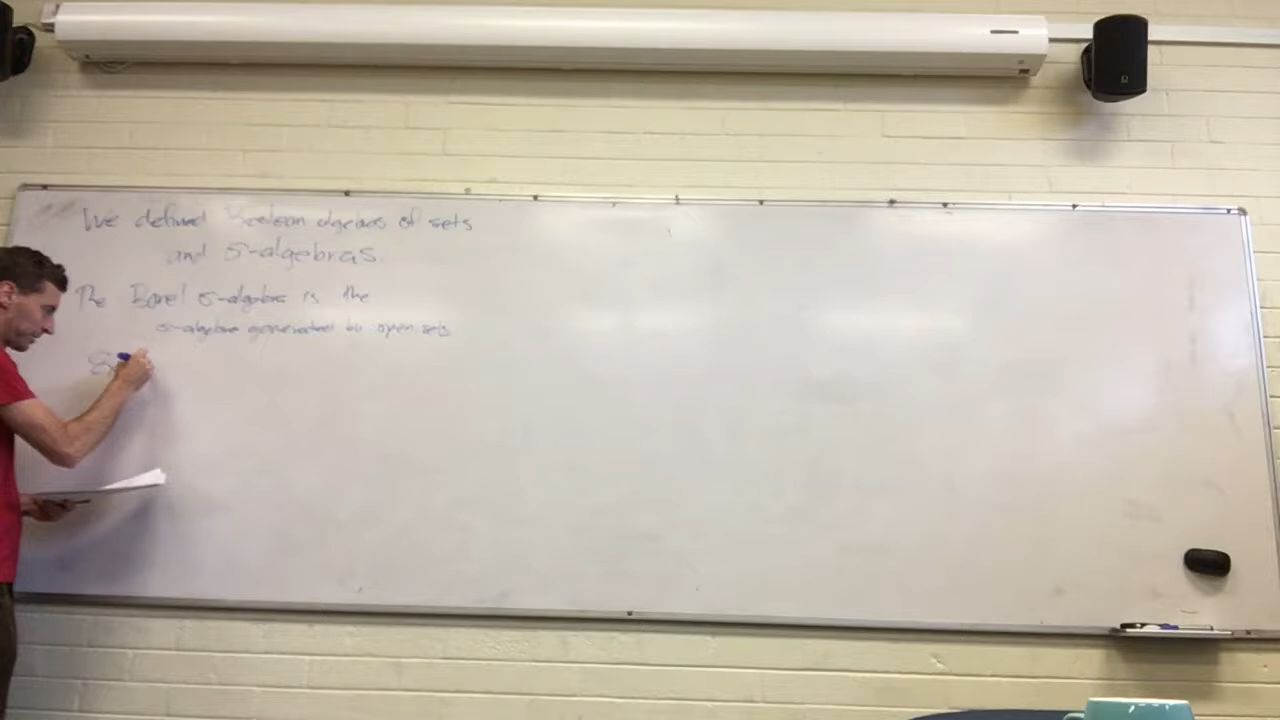 We defined Boolean algebras of sets
and σ-algebras.
The Borel σ-algebra is the
σ-algebra generated by open sets